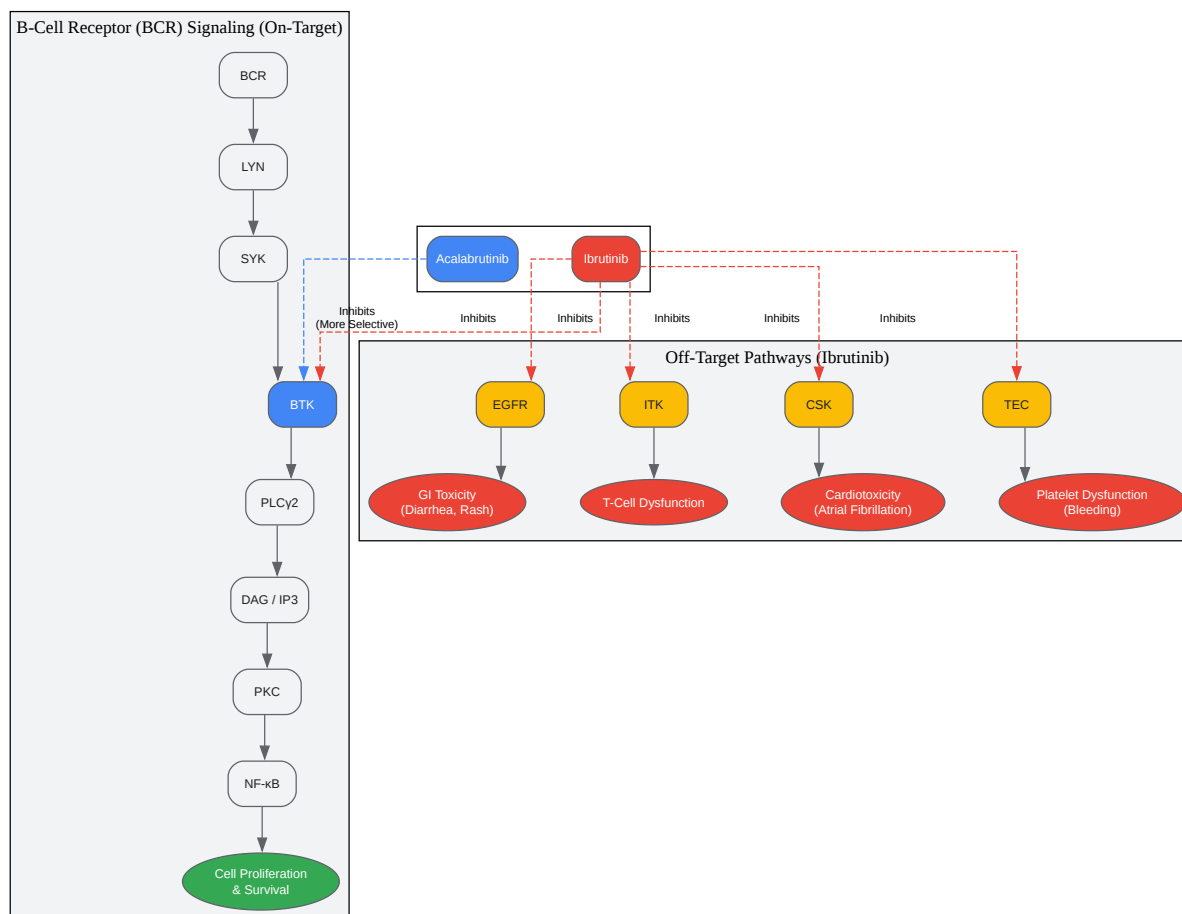 B-Cell Receptor (BCR) Signaling (On-Target)
BCR
LYN
SYK
Acalabrutinib
Ibrutinib
Inhibits
(More Selective)
Inhibits
Inhibits
Inhibits
Inhibits
Inhibits
Off-Target Pathways (Ibrutinib)
BTK
EGFR
ITK
CSK
TEC
PLCγ2
GI Toxicity
(Diarrhea, Rash)
T-Cell Dysfunction
Cardiotoxicity
(Atrial Fibrillation)
Platelet Dysfunction
(Bleeding)
DAG / IP3
PKC
NF-κB
Cell Proliferation
& Survival